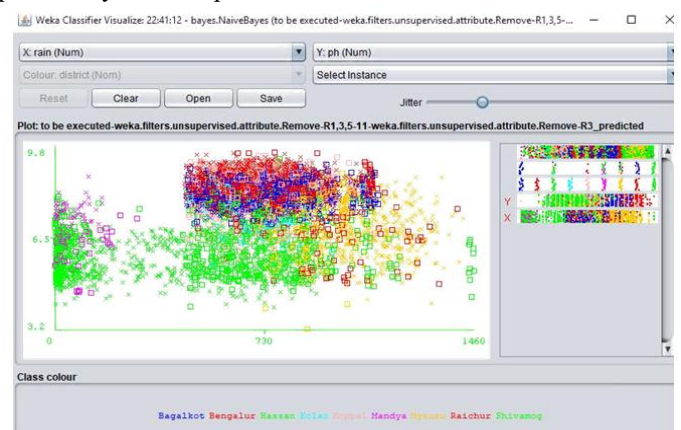 Weka Classifier Visualize: 22:41:12 - bayes.NaiveBayes (to be executed-weka.filters.unsupervised.attribute.Remove-R1,3,5-...
X: rain (Num)
Y: ph (Num)
Colour: district (Nom)
Select Instance
Reset
Clear
Open
Save
Jitter
Plot: to be executed-weka.filters.unsupervised.attribute.Remove-R1,3,5-11-weka.filters.unsupervised.attribute.Remove-R3_predicted
9.8
6.5
3.2
0
730
1460
Y
X
Class colour
Bagalkot Bengalur Hassan Kolar Koppal Mandya Mysuru Raichur Shivamog